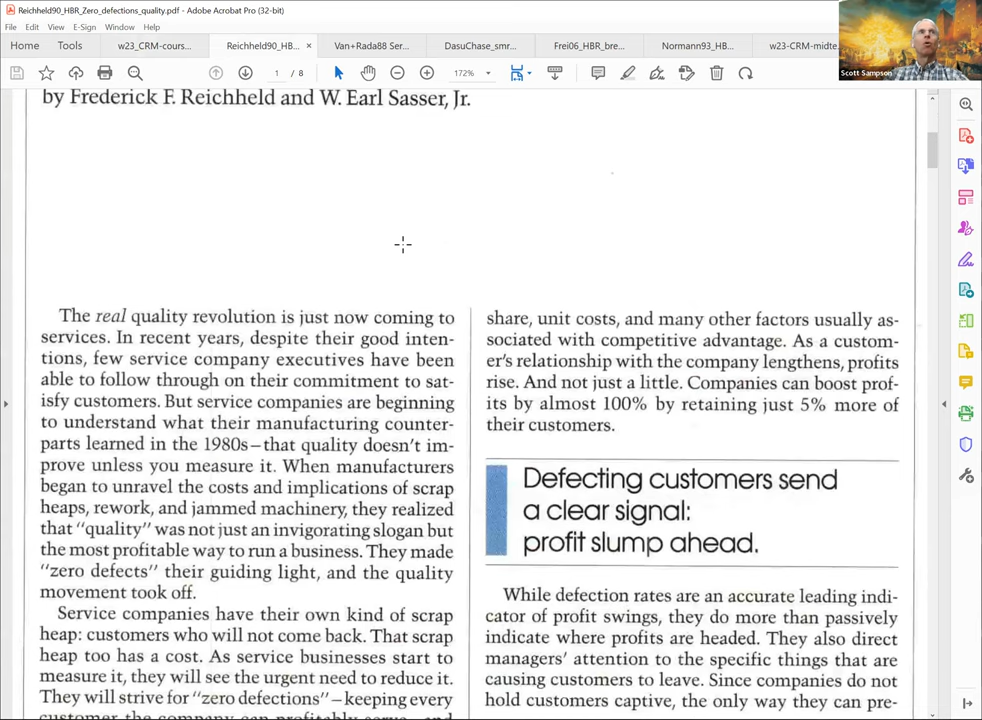 Reichheld90_HBR_Zero_defections_quality.pdf - Adobe Acrobat Pro (32-bit)
File Edit View E-Sign Window Help
Home Tools w23_CRM-cours... Reichheld90_HB... × Van+Rada88 Ser... DasuChase_smr... Frei06_HBR_bre... Normann93_HB... w23-CRM-midte...
1 / 8 172%
Scott Sampson
by Frederick F. Reichheld and W. Earl Sasser, Jr.
The real quality revolution is just now coming to
services. In recent years, despite their good inten-
tions, few service company executives have been
able to follow through on their commitment to sat-
isfy customers. But service companies are beginning
to understand what their manufacturing counter-
parts learned in the 1980s–that quality doesn't im-
prove unless you measure it. When manufacturers
began to unravel the costs and implications of scrap
heaps, rework, and jammed machinery, they realized
that "quality" was not just an invigorating slogan but
the most profitable way to run a business. They made
"zero defects" their guiding light, and the quality
movement took off.
Service companies have their own kind of scrap
heap: customers who will not come back. That scrap
heap too has a cost. As service businesses start to
measure it, they will see the urgent need to reduce it.
They will strive for "zero defections"–keeping every
customer the company can profitably serve–and
share, unit costs, and many other factors usually as-
sociated with competitive advantage. As a custom-
er's relationship with the company lengthens, profits
rise. And not just a little. Companies can boost prof-
its by almost 100% by retaining just 5% more of
their customers.
Defecting customers send
a clear signal:
profit slump ahead.
While defection rates are an accurate leading indi-
cator of profit swings, they do more than passively
indicate where profits are headed. They also direct
managers' attention to the specific things that are
causing customers to leave. Since companies do not
hold customers captive, the only way they can pre-